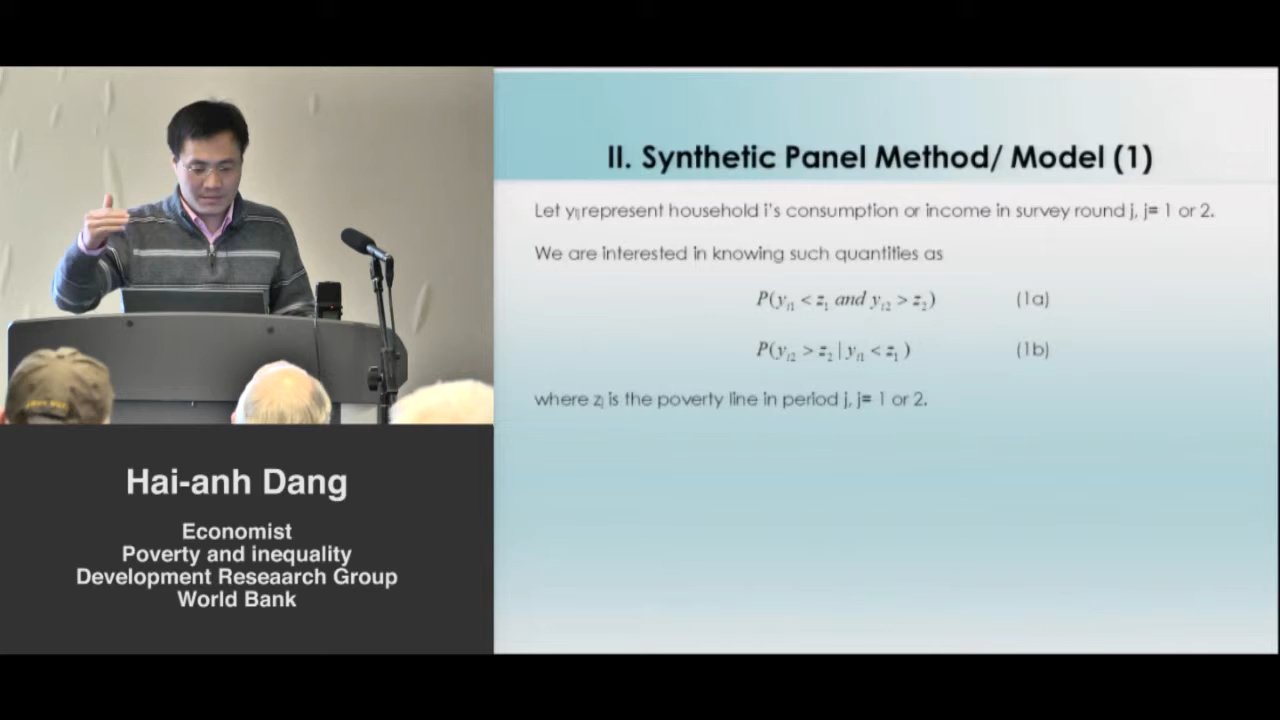 II. Synthetic Panel Method/ Model (1)
Let yij represent household i's consumption or income in survey round j, j= 1 or 2.
We are interested in knowing such quantities as
P(yi1 < z1 and yi2 > z2) (1a)
P(yi2 > z2 | yi1 < z1 ) (1b)
where zj is the poverty line in period j, j= 1 or 2.
Hai-anh Dang
Economist
Poverty and inequality
Development Reseaarch Group
World Bank